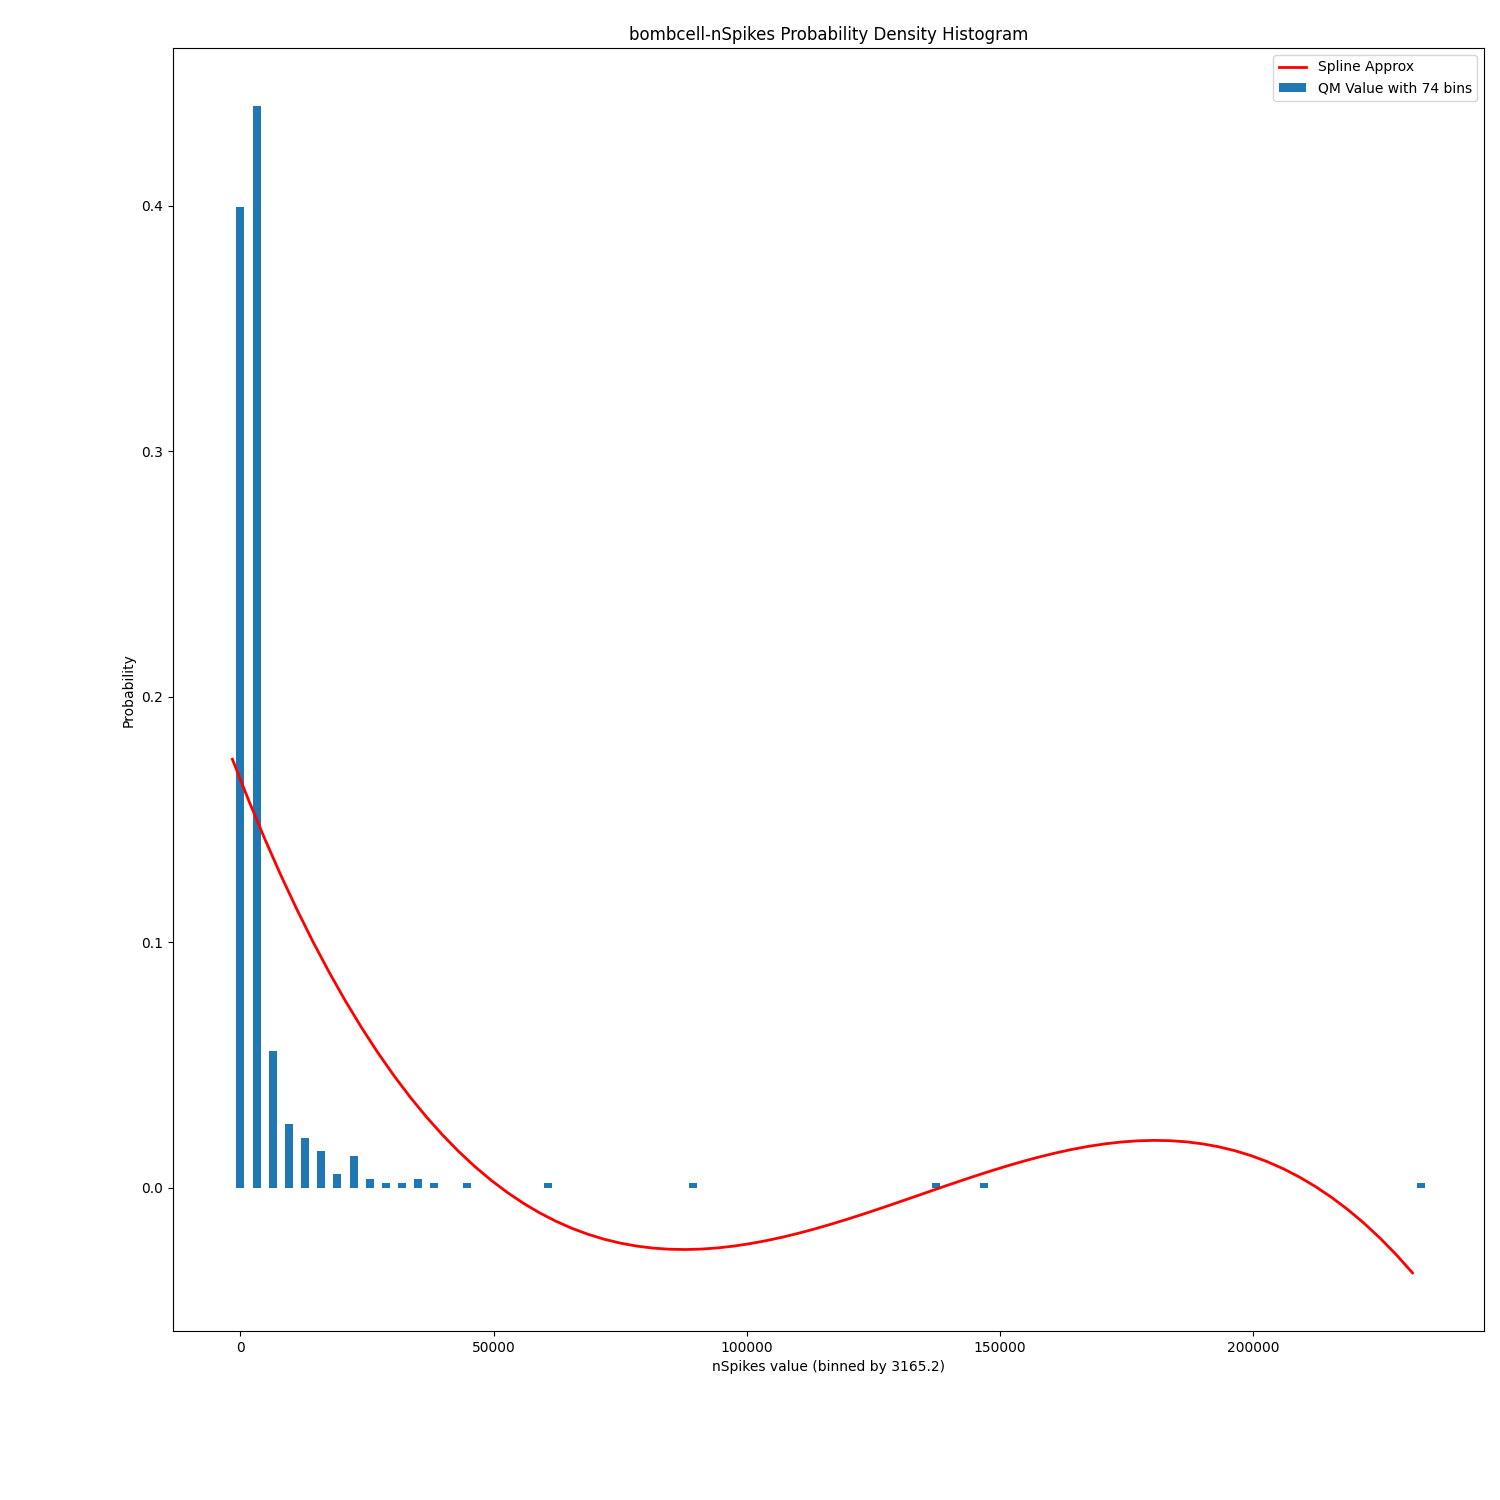 bombcell-nSpikes Probability Density Histogram
Spline Approx
QM Value with 74 bins
0.4
0.3
0.2
0.1
0.0
Probability
0 50000 100000 150000 200000
nSpikes value (binned by 3165.2)